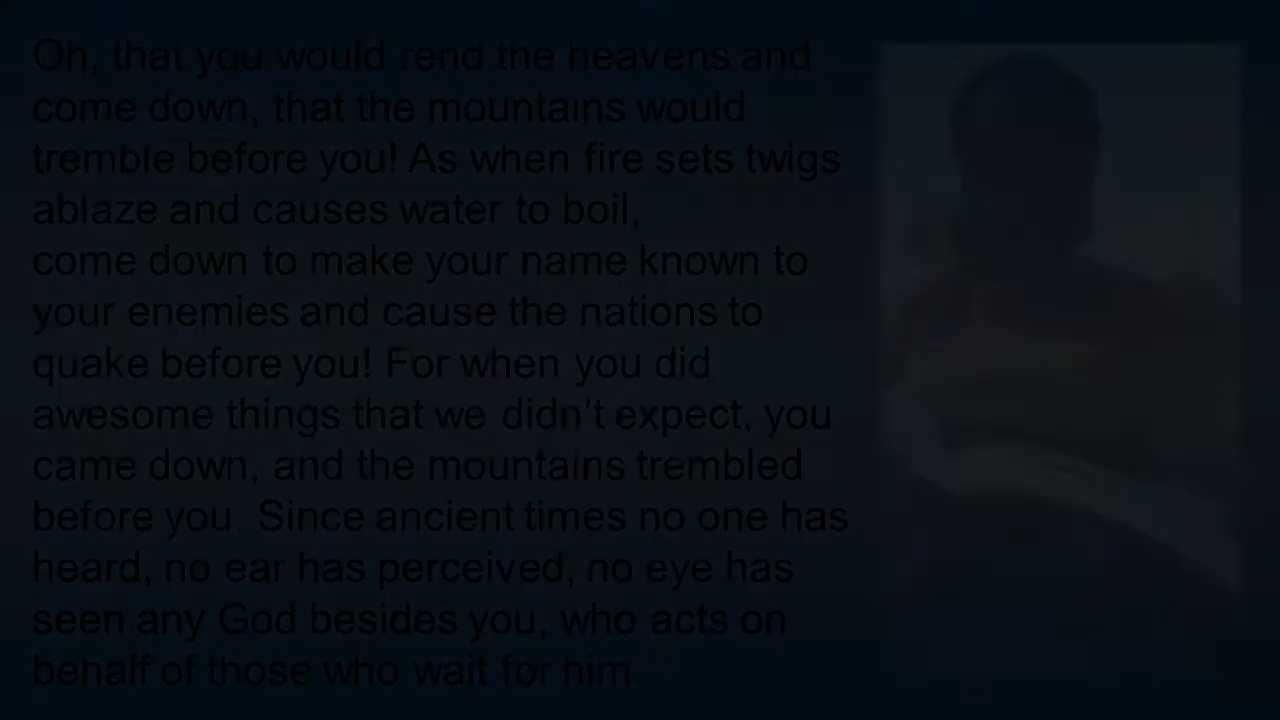 Oh, that you would rend the heavens and
come down, that the mountains would
tremble before you! As when fire sets twigs
ablaze and causes water to boil,
come down to make your name known to
your enemies and cause the nations to
quake before you! For when you did
awesome things that we didn’t expect, you
came down, and the mountains trembled
before you. Since ancient times no one has
heard, no ear has perceived, no eye has
seen any God besides you, who acts on
behalf of those who wait for him.